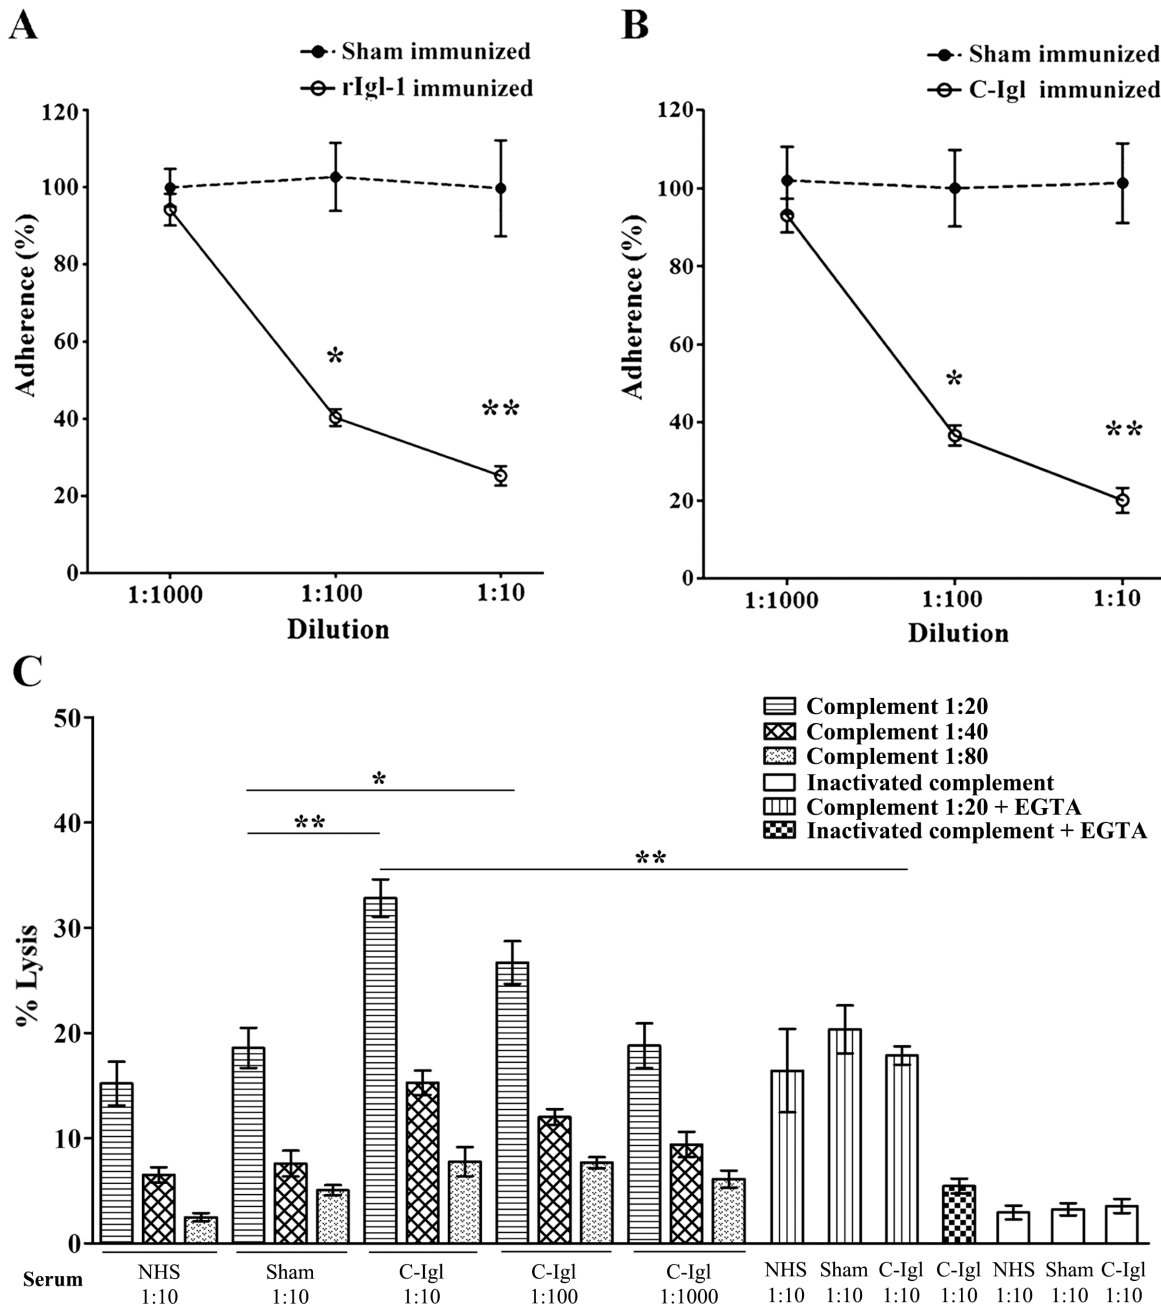 A
Sham immunized
rIgl-1 immunized
120
100
80
60
40
20
0
Adherence (%)
*
**
1:1000 1:100 1:10
Dilution
B
Sham immunized
C-Igl immunized
120
100
80
60
40
20
0
Adherence (%)
*
**
1:1000 1:100 1:10
Dilution
C
Complement 1:20
Complement 1:40
Complement 1:80
Inactivated complement
Complement 1:20 + EGTA
Inactivated complement + EGTA
50
40
30
20
10
0
% Lysis
*
**
**
Serum
NHS Sham C-Igl C-Igl C-Igl NHS Sham C-Igl C-Igl NHS Sham C-Igl
1:10 1:10 1:10 1:100 1:1000 1:10 1:10 1:10 1:10 1:10 1:10 1:10